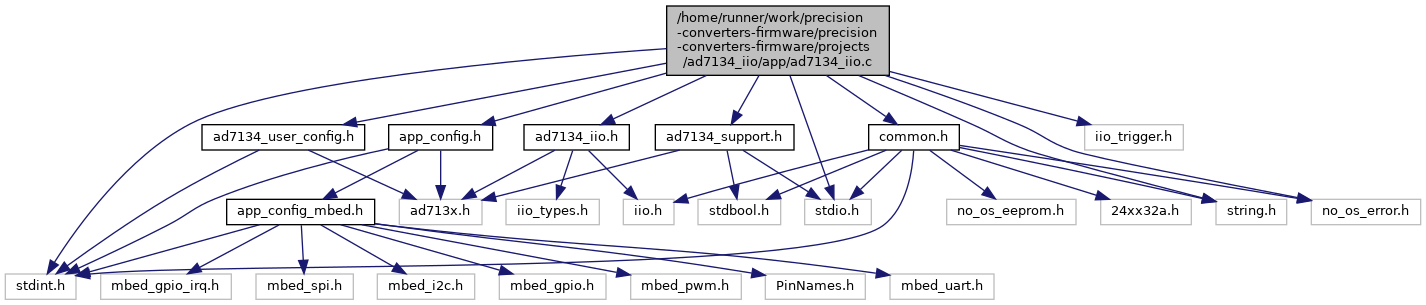 /home/runner/work/precision
-converters-firmware/precision
-converters-firmware/projects
/ad7134_iio/app/ad7134_iio.c
ad7134_user_config.h
app_config.h
ad7134_iio.h
ad7134_support.h
common.h
iio_trigger.h
app_config_mbed.h
ad713x.h
iio_types.h
iio.h
stdbool.h
stdio.h
no_os_eeprom.h
24xx32a.h
string.h
no_os_error.h
stdint.h
mbed_gpio_irq.h
mbed_spi.h
mbed_i2c.h
mbed_gpio.h
mbed_pwm.h
PinNames.h
mbed_uart.h